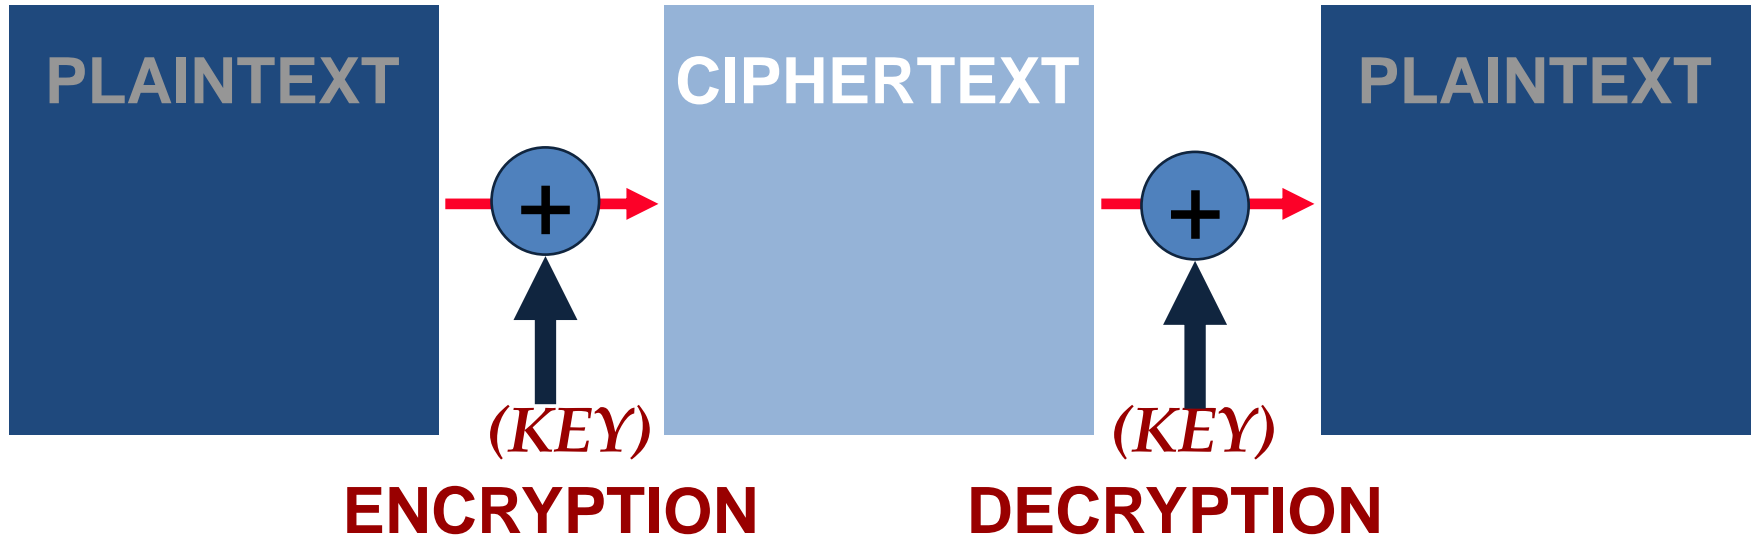 PLAINTEXT
CIPHERTEXT
PLAINTEXT
+
+
(KEY)
(KEY)
ENCRYPTION
DECRYPTION